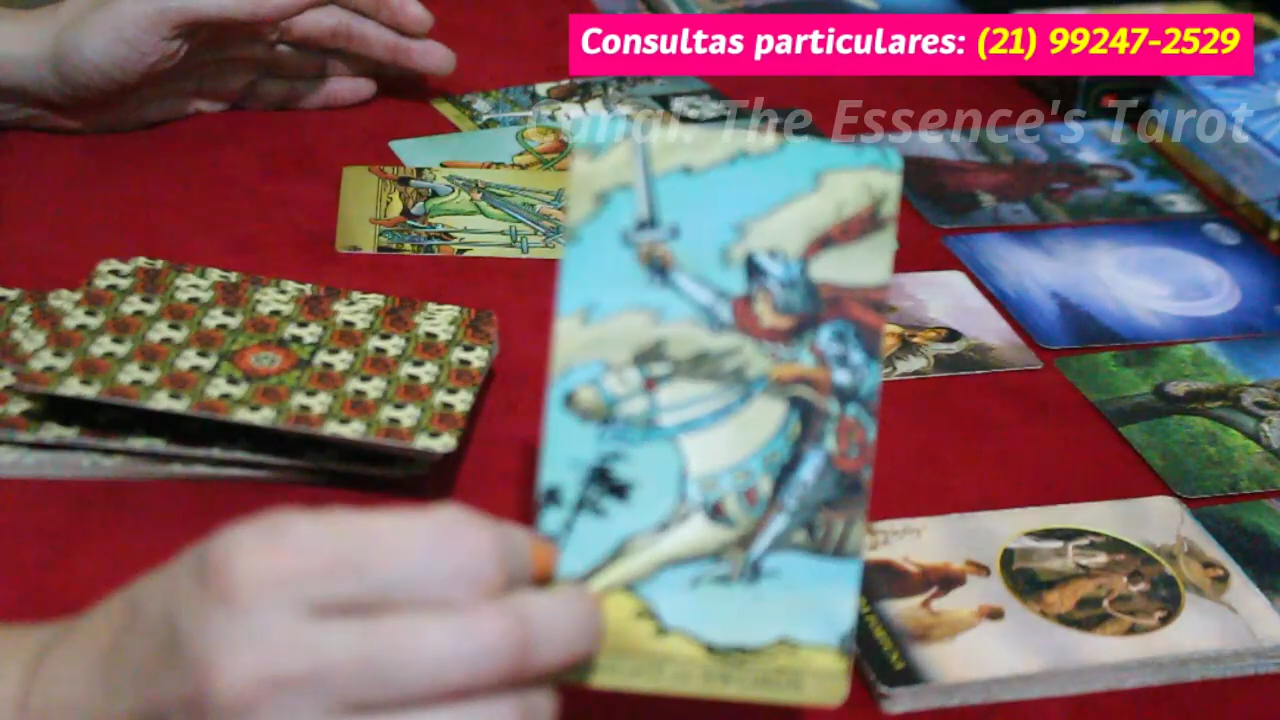 Consultas particulares: (21) 99247-2529
Canal: The Essence's Tarot